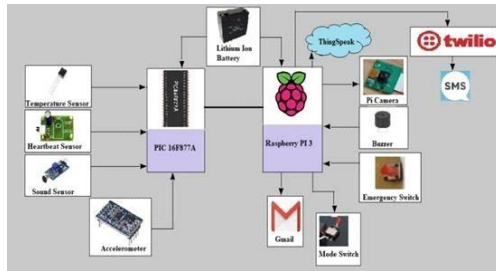 Lithium Ion
Battery
ThingSpeak
twilio
SMS
Temperature Sensor
PIC16F877A
Pi Camera
Heartbeat Sensor
PIC 16F877A
Raspberry PI 3
Buzzer
Sound Sensor
Emergency Switch
Accelerometer
Gmail
Mode Switch